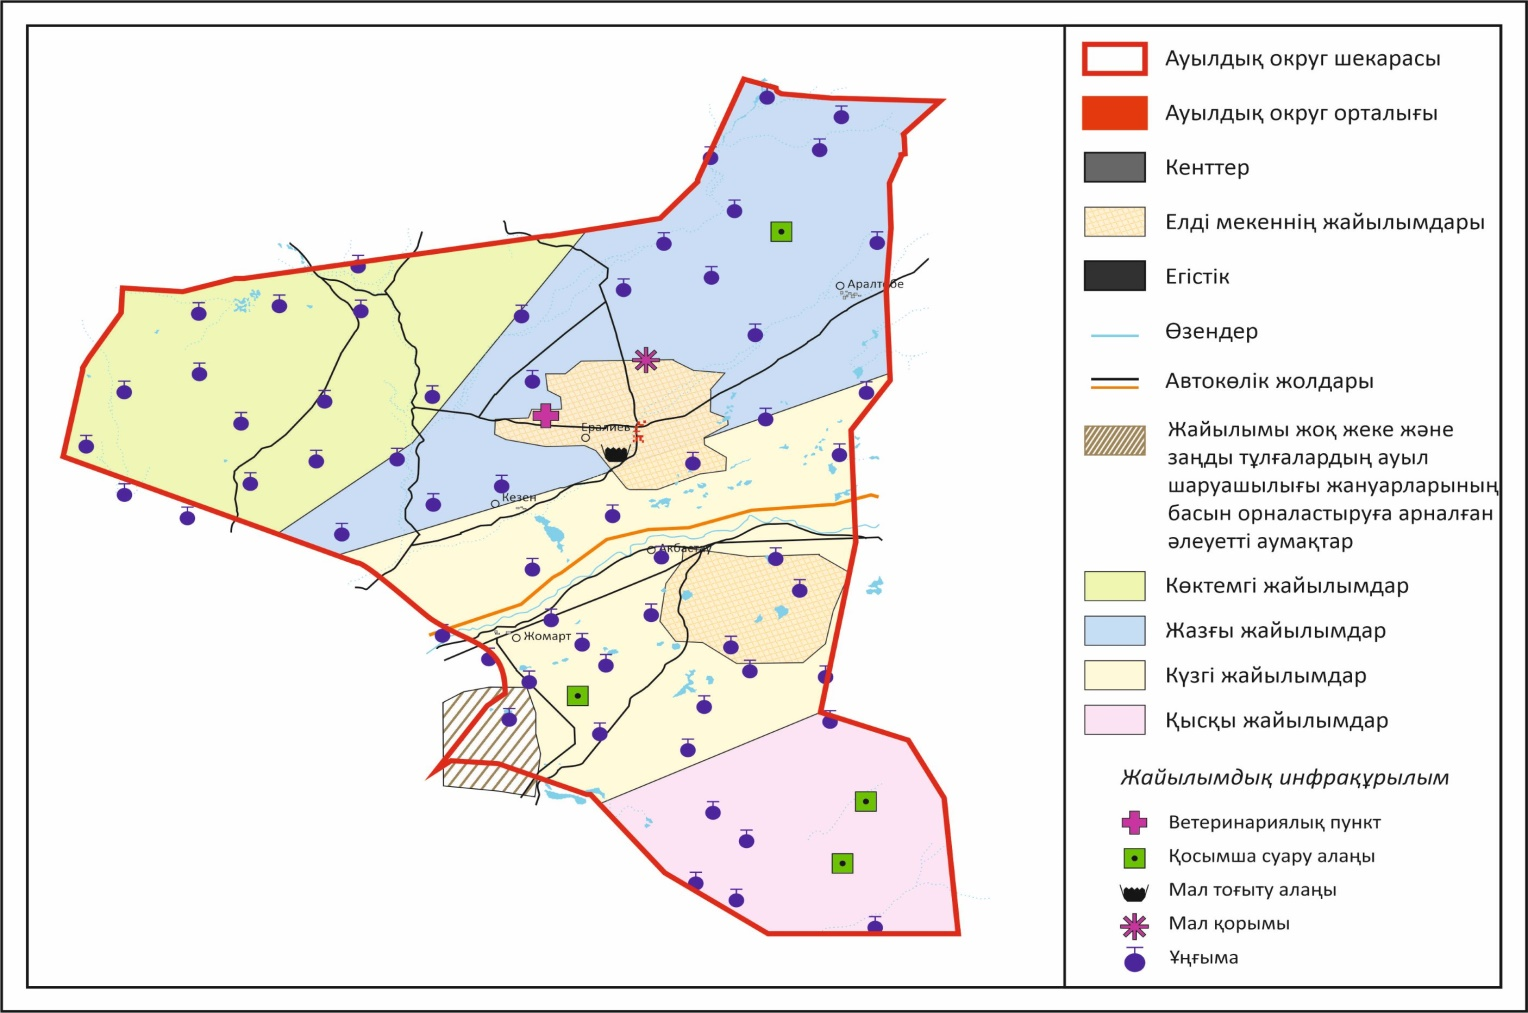 Аралтөбе
Ералиев
Кезен
Акбастау
Жомарт
Ауылдық округ шекарасы
Ауылдық округ орталығы
Кенттер
Елді мекеннің жайылымдары
Егістік
Өзендер
Автокөлік жолдары
Жайылымы жоқ жеке және
заңды тұлғалардың ауыл
шаруашылығы жануарларының
басын орналастыруға арналған
әлеуетті аумақтар
Көктемгі жайылымдар
Жазғы жайылымдар
Күзгі жайылымдар
Қысқы жайылымдар
Жайылымдық инфрақұрылым
Ветеринариялық пункт
Қосымша суару алаңы
Мал тоғыту алаңы
Мал қорымы
Ұңғыма